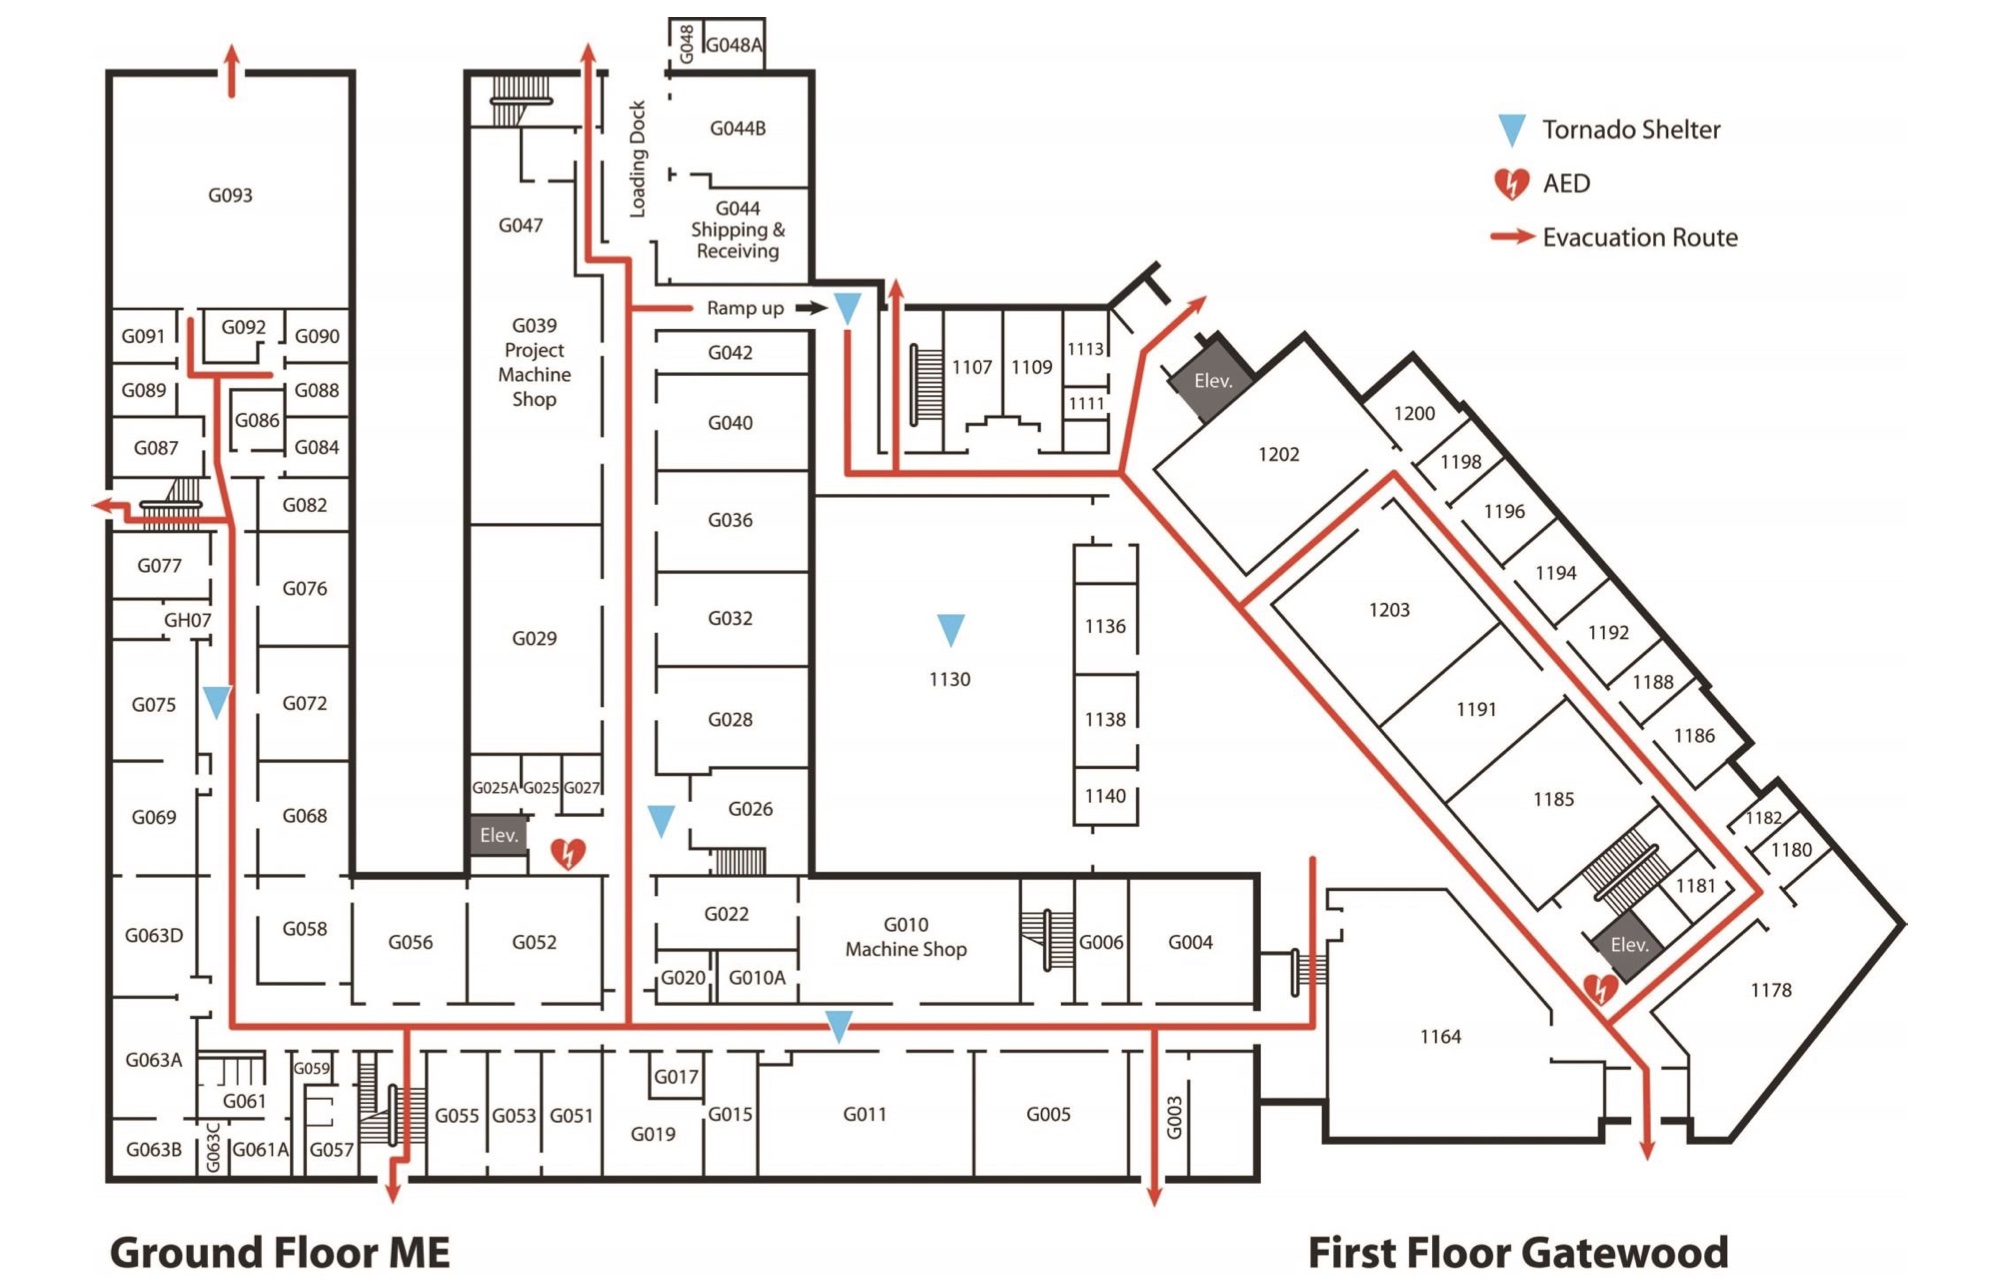 G048
G048A
Loading Dock
G044B
Tornado Shelter
AED
Evacuation Route
G093
G047
G044
Shipping &
Receiving
G091
G092
G090
Ramp up
G039
Project
Machine
Shop
G042
1107
1109
1113
1111
Elev.
G089
G088
G086
G087
G084
G040
1202
1200
1198
G082
G036
1196
G077
G076
GH07
G029
G032
1136
1203
1194
1192
1130
G075
G072
G028
1138
1191
1188
1186
G025A
G025
G027
G026
1140
1185
G069
G068
Elev.
1182
1180
1181
G063D
G058
G056
G052
G022
G010
Machine Shop
G006
G004
Elev.
G020
G010A
1178
G063A
1164
G059
G061
G017
G055
G053
G051
G019
G015
G011
G005
G003
G063B
G063C
G061A
G057
Ground Floor ME
First Floor Gatewood